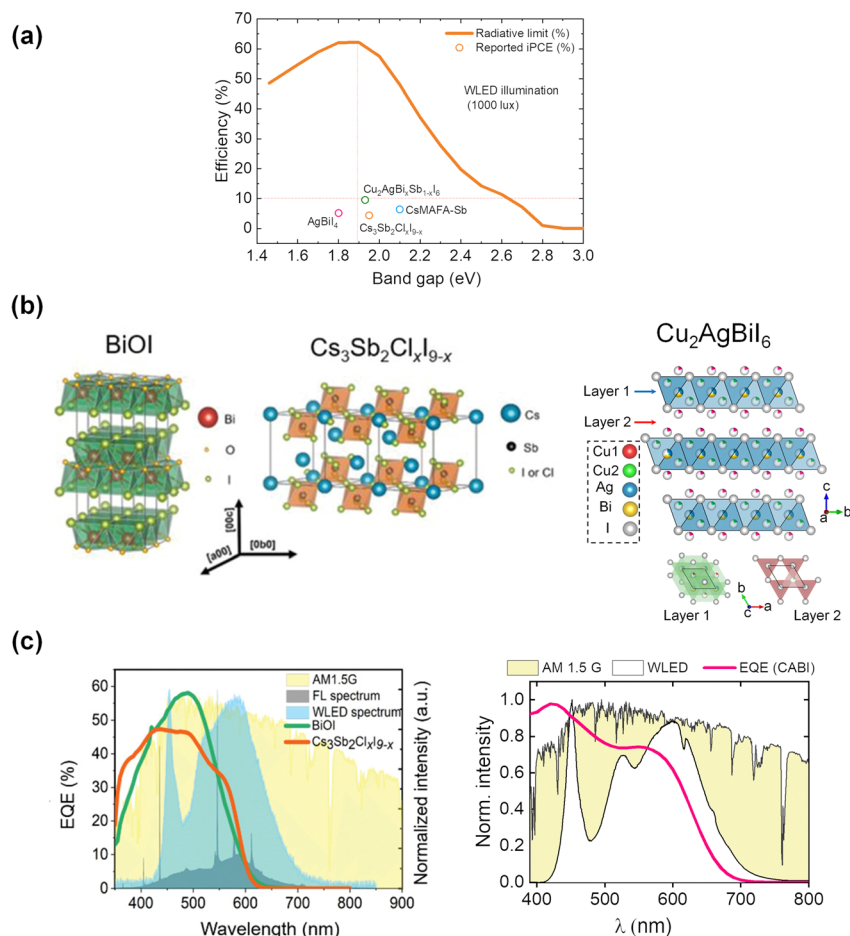 (a)
Radiative limit (%)
Reported iPCE (%)
WLED illumination
(1000 lux)
Efficiency (%)
70
60
50
40
30
20
10
0
Cu₂AgBiₓSb₁₋ₓI₆
AgBiI₄
CsMAFA-Sb
Cs₃Sb₂ClₓI₉₋ₓ
1.4 1.6 1.8 2.0 2.2 2.4 2.6 2.8 3.0
Band gap (eV)
(b)
BiOI
Bi
O
I
Cs₃Sb₂ClₓI₉₋ₓ
Cs
Sb
I or Cl
[00c]
[a00]
[0b0]
Cu₂AgBiI₆
Layer 1
Layer 2
Cu1
Cu2
Ag
Bi
I
c
a
b
b
c
a
Layer 1
Layer 2
(c)
AM1.5G
FL spectrum
WLED spectrum
BiOI
Cs₃Sb₂ClₓI₉₋ₓ
EQE (%)
60
50
40
30
20
10
0
Normalized intensity (a.u.)
400 500 600 700 800 900
Wavelength (nm)
AM 1.5 G
WLED
EQE (CABI)
Norm. intensity
1.0
0.8
0.6
0.4
0.2
0.0
400 500 600 700 800
λ (nm)